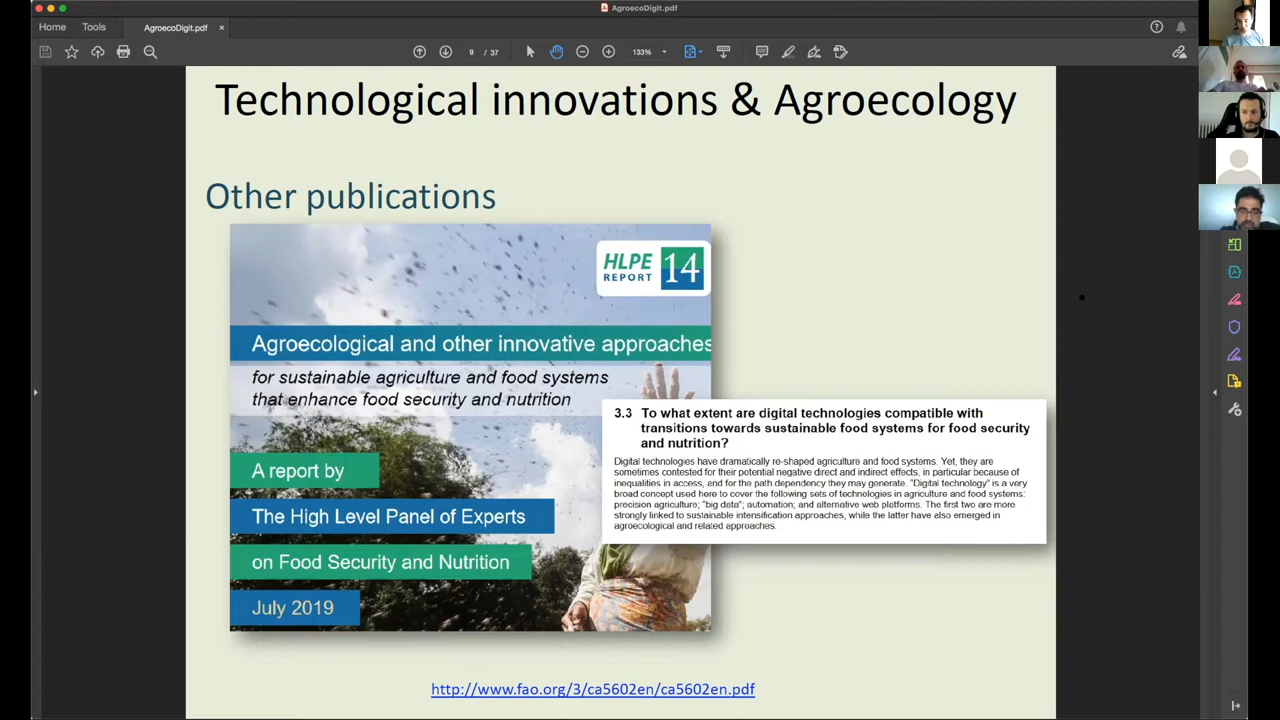 AgroecoDigit.pdf
Home
Tools
AgroecoDigit.pdf
9 / 37
133%
Technological innovations & Agroecology
Other publications
HLPE
REPORT
14
Agroecological and other innovative approaches
for sustainable agriculture and food systems
that enhance food security and nutrition
A report by
The High Level Panel of Experts
on Food Security and Nutrition
July 2019
3.3 To what extent are digital technologies compatible with
transitions towards sustainable food systems for food security
and nutrition?
Digital technologies have dramatically re-shaped agriculture and food systems. Yet, they are
sometimes contested for their potential negative direct and indirect effects, in particular because of
inequalities in access, and for the path dependency they may generate. "Digital technology" is a very
broad concept used here to cover the following sets of technologies in agriculture and food systems:
precision agriculture; "big data"; automation; and alternative web platforms. The first two are more
strongly linked to sustainable intensification approaches, while the latter have also emerged in
agroecological and related approaches.
http://www.fao.org/3/ca5602en/ca5602en.pdf